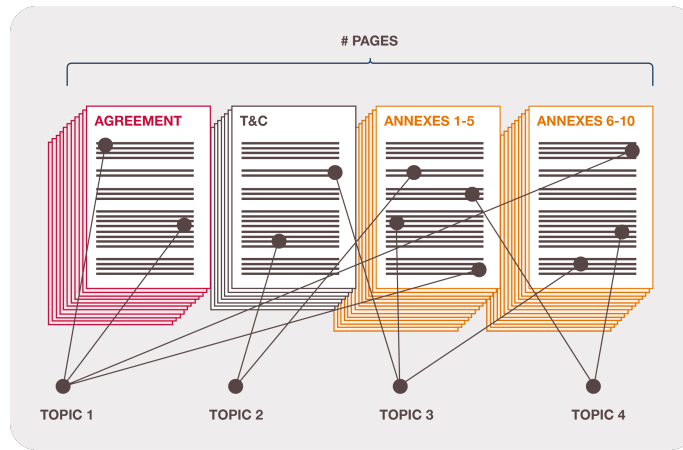 # PAGES
AGREEMENT
T&C
ANNEXES 1-5
ANNEXES 6-10
TOPIC 1
TOPIC 2
TOPIC 3
TOPIC 4